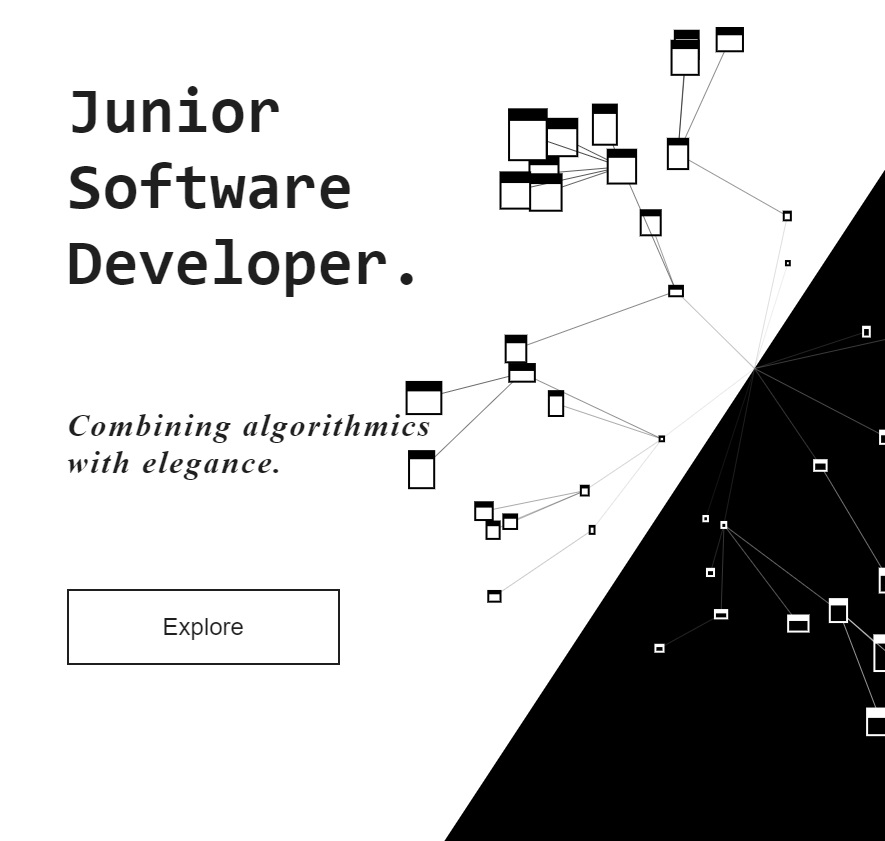 Junior
Software
Developer.
Combining algorithmics
with elegance.
Explore